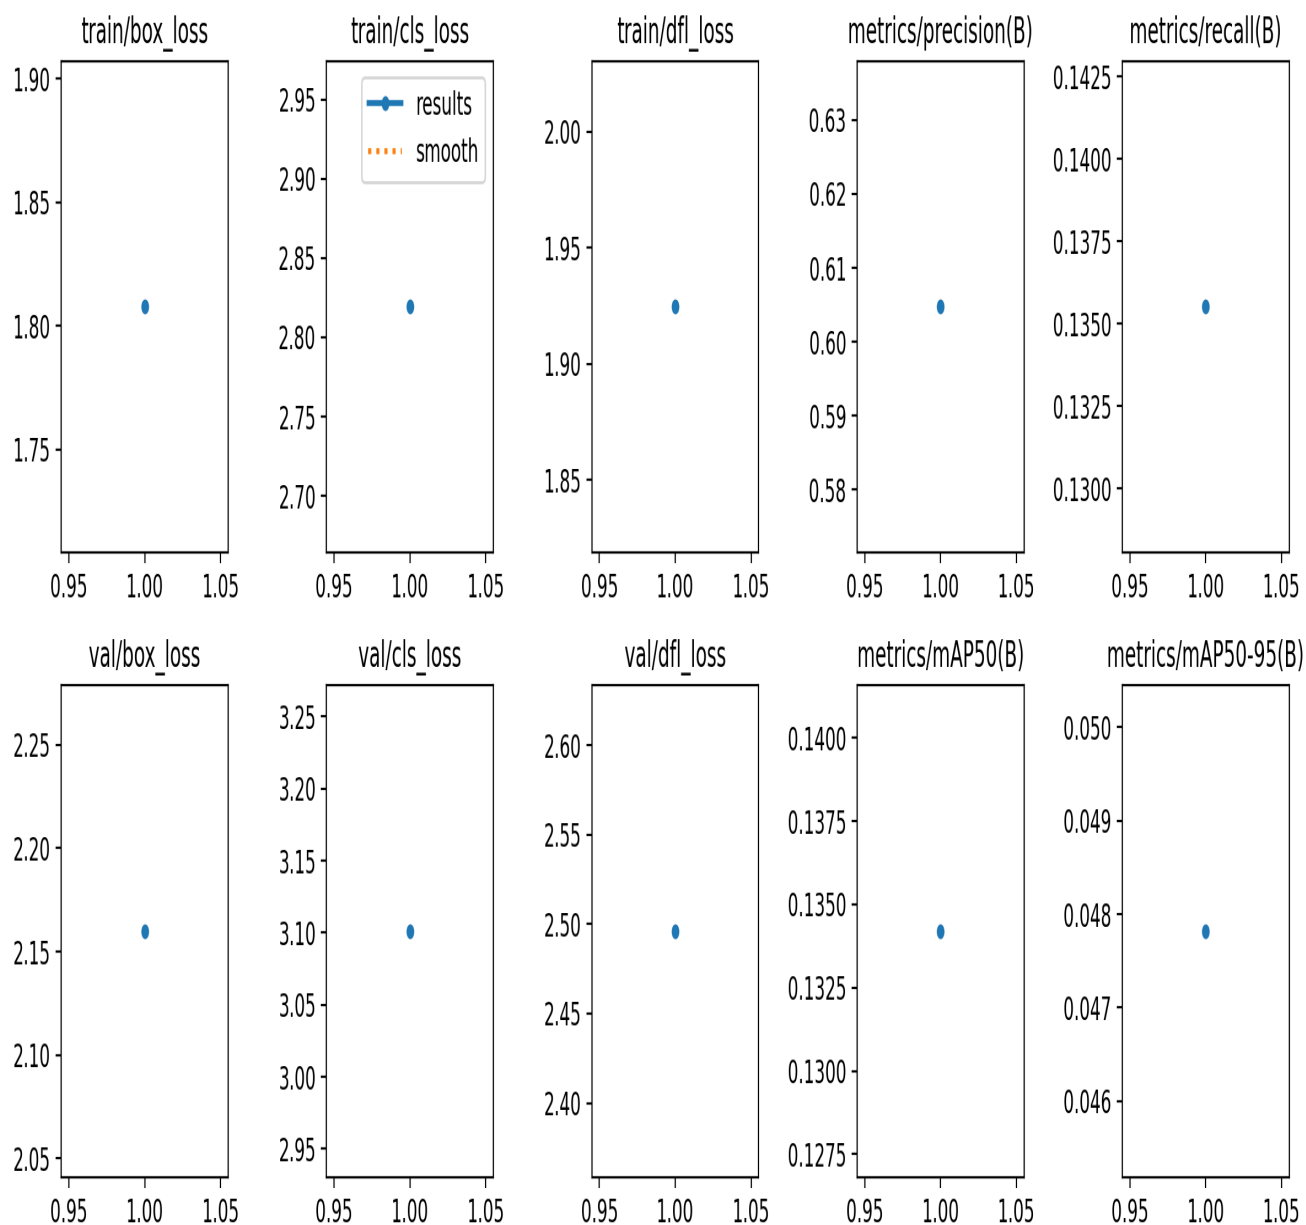 train/box_loss
1.90
1.85
1.80
1.75
0.95 1.00 1.05
train/cls_loss
results
smooth
2.95
2.90
2.85
2.80
2.75
2.70
0.95 1.00 1.05
train/dfl_loss
2.00
1.95
1.90
1.85
0.95 1.00 1.05
metrics/precision(B)
0.63
0.62
0.61
0.60
0.59
0.58
0.95 1.00 1.05
metrics/recall(B)
0.1425
0.1400
0.1375
0.1350
0.1325
0.1300
0.95 1.00 1.05
val/box_loss
2.25
2.20
2.15
2.10
2.05
0.95 1.00 1.05
val/cls_loss
3.25
3.20
3.15
3.10
3.05
3.00
2.95
0.95 1.00 1.05
val/dfl_loss
2.60
2.55
2.50
2.45
2.40
0.95 1.00 1.05
metrics/mAP50(B)
0.1400
0.1375
0.1350
0.1325
0.1300
0.1275
0.95 1.00 1.05
metrics/mAP50-95(B)
0.050
0.049
0.048
0.047
0.046
0.95 1.00 1.05